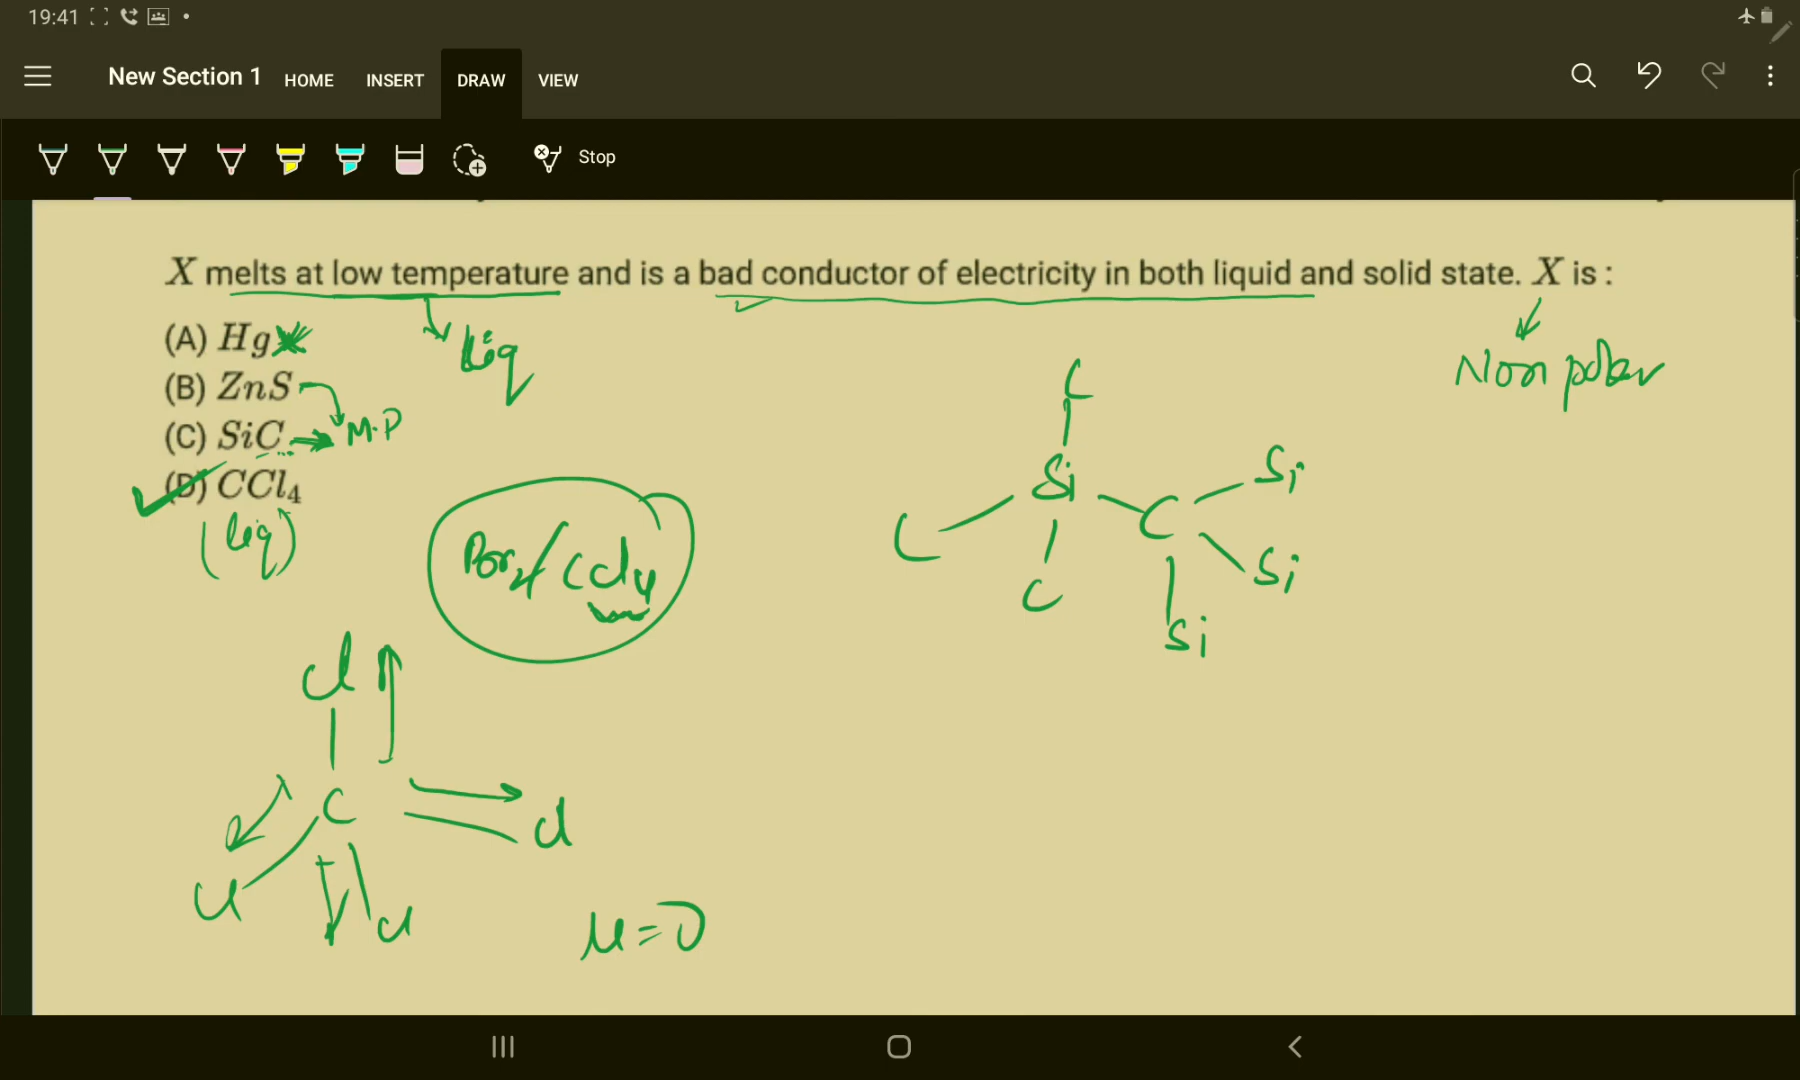 19:41
New Section 1 HOME INSERT DRAW VIEW
Stop
X melts at low temperature and is a bad conductor of electricity in both liquid and solid state. X is :
(A) Hg
(B) ZnS
(C) SiC
(D) CCl₄
liq
M.P
Non polar
(liq)
Br₂/CCl₄
C
Si
C
C
C
Si
Si
Si
Cl
C
Cl
Cl
Cl
μ=0